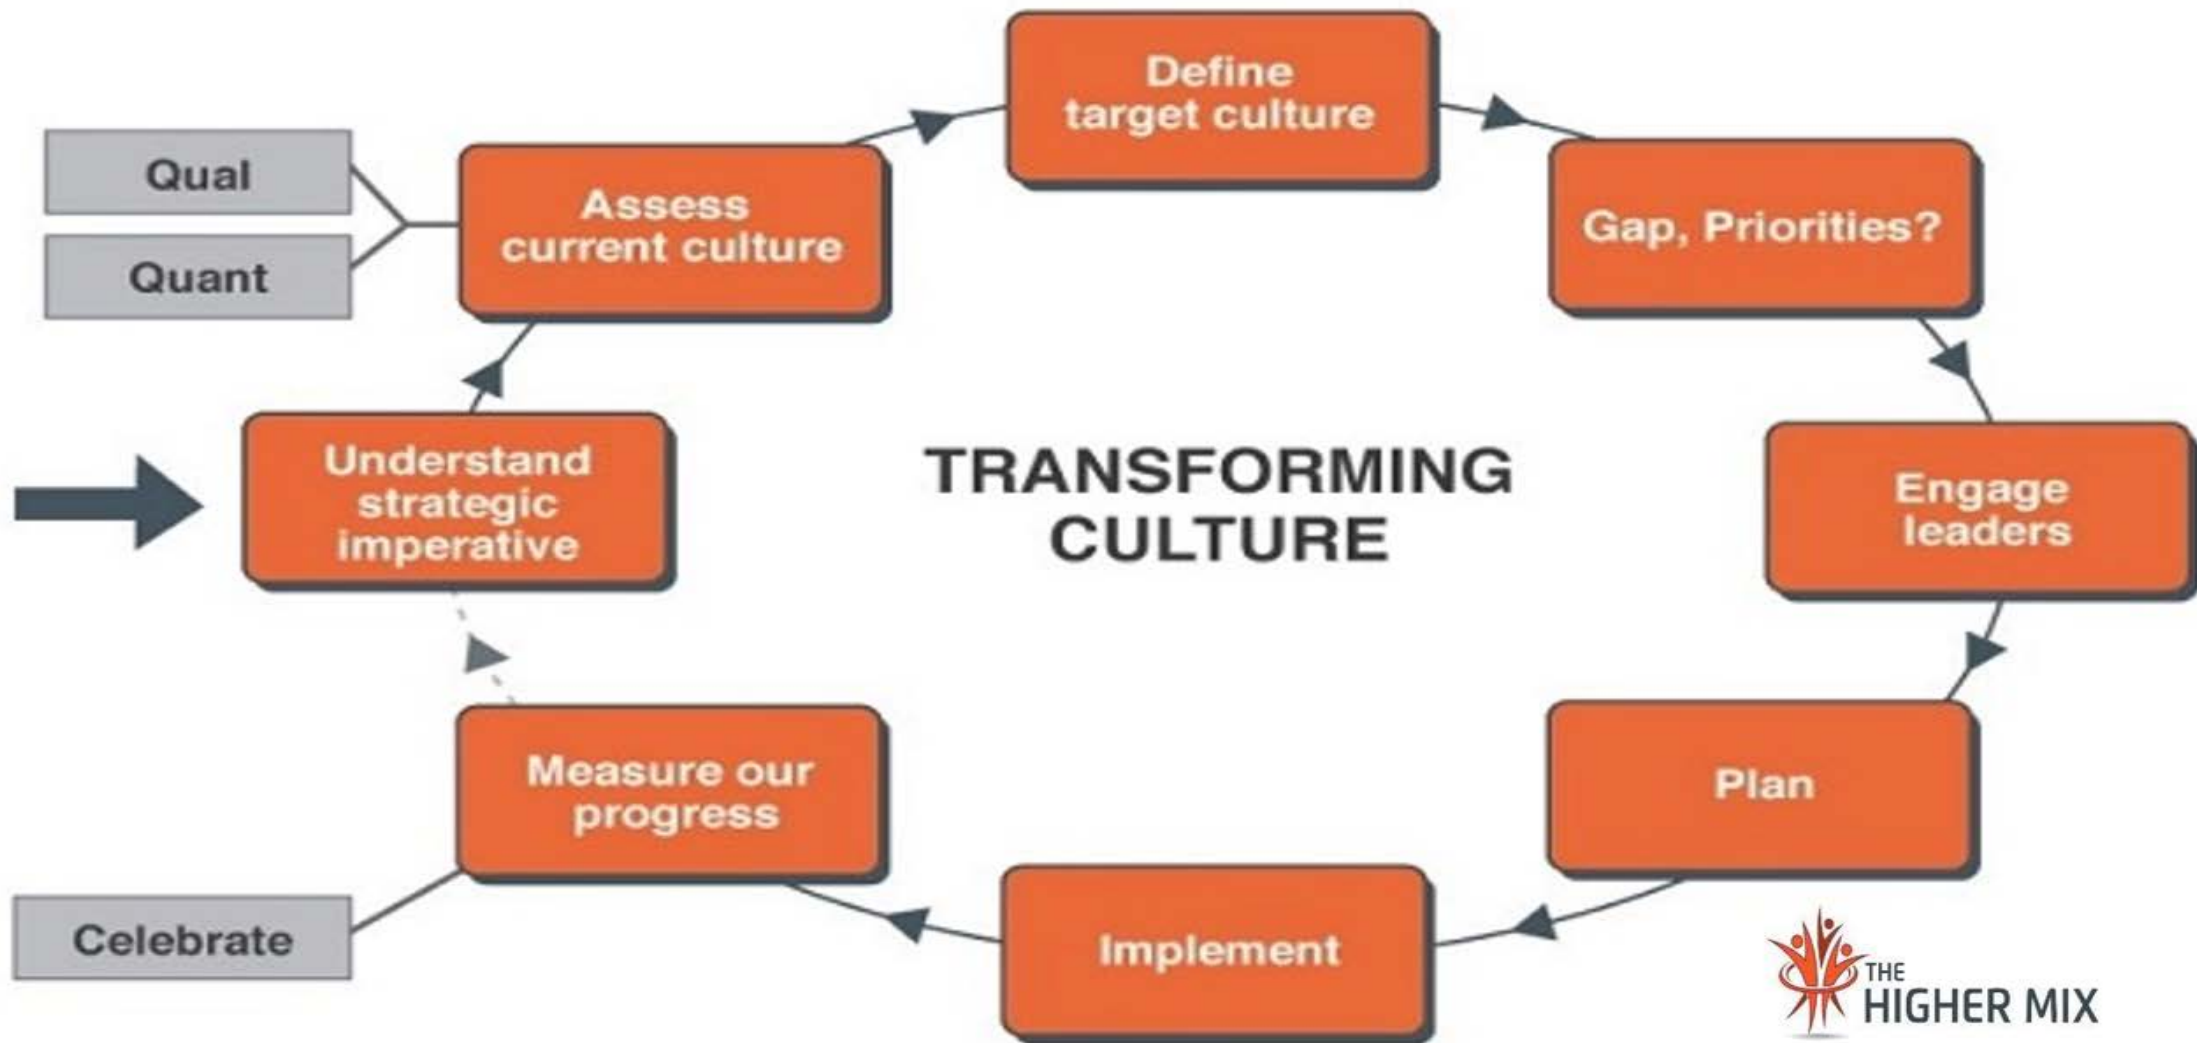 Define
target culture
Qual
Quant
Assess
current culture
Gap, Priorities?
Understand
strategic
imperative
TRANSFORMING
CULTURE
Engage
leaders
Measure our
progress
Plan
Celebrate
Implement
THE
HIGHER MIX